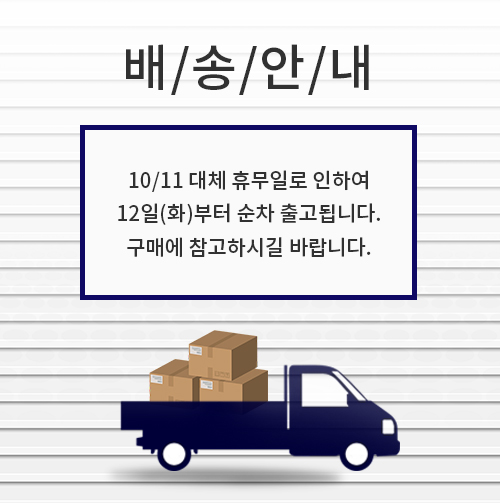 배/송/안/내
10/11 대체 휴무일로 인하여
12일(화)부터 순차 출고됩니다.
구매에 참고하시길 바랍니다.